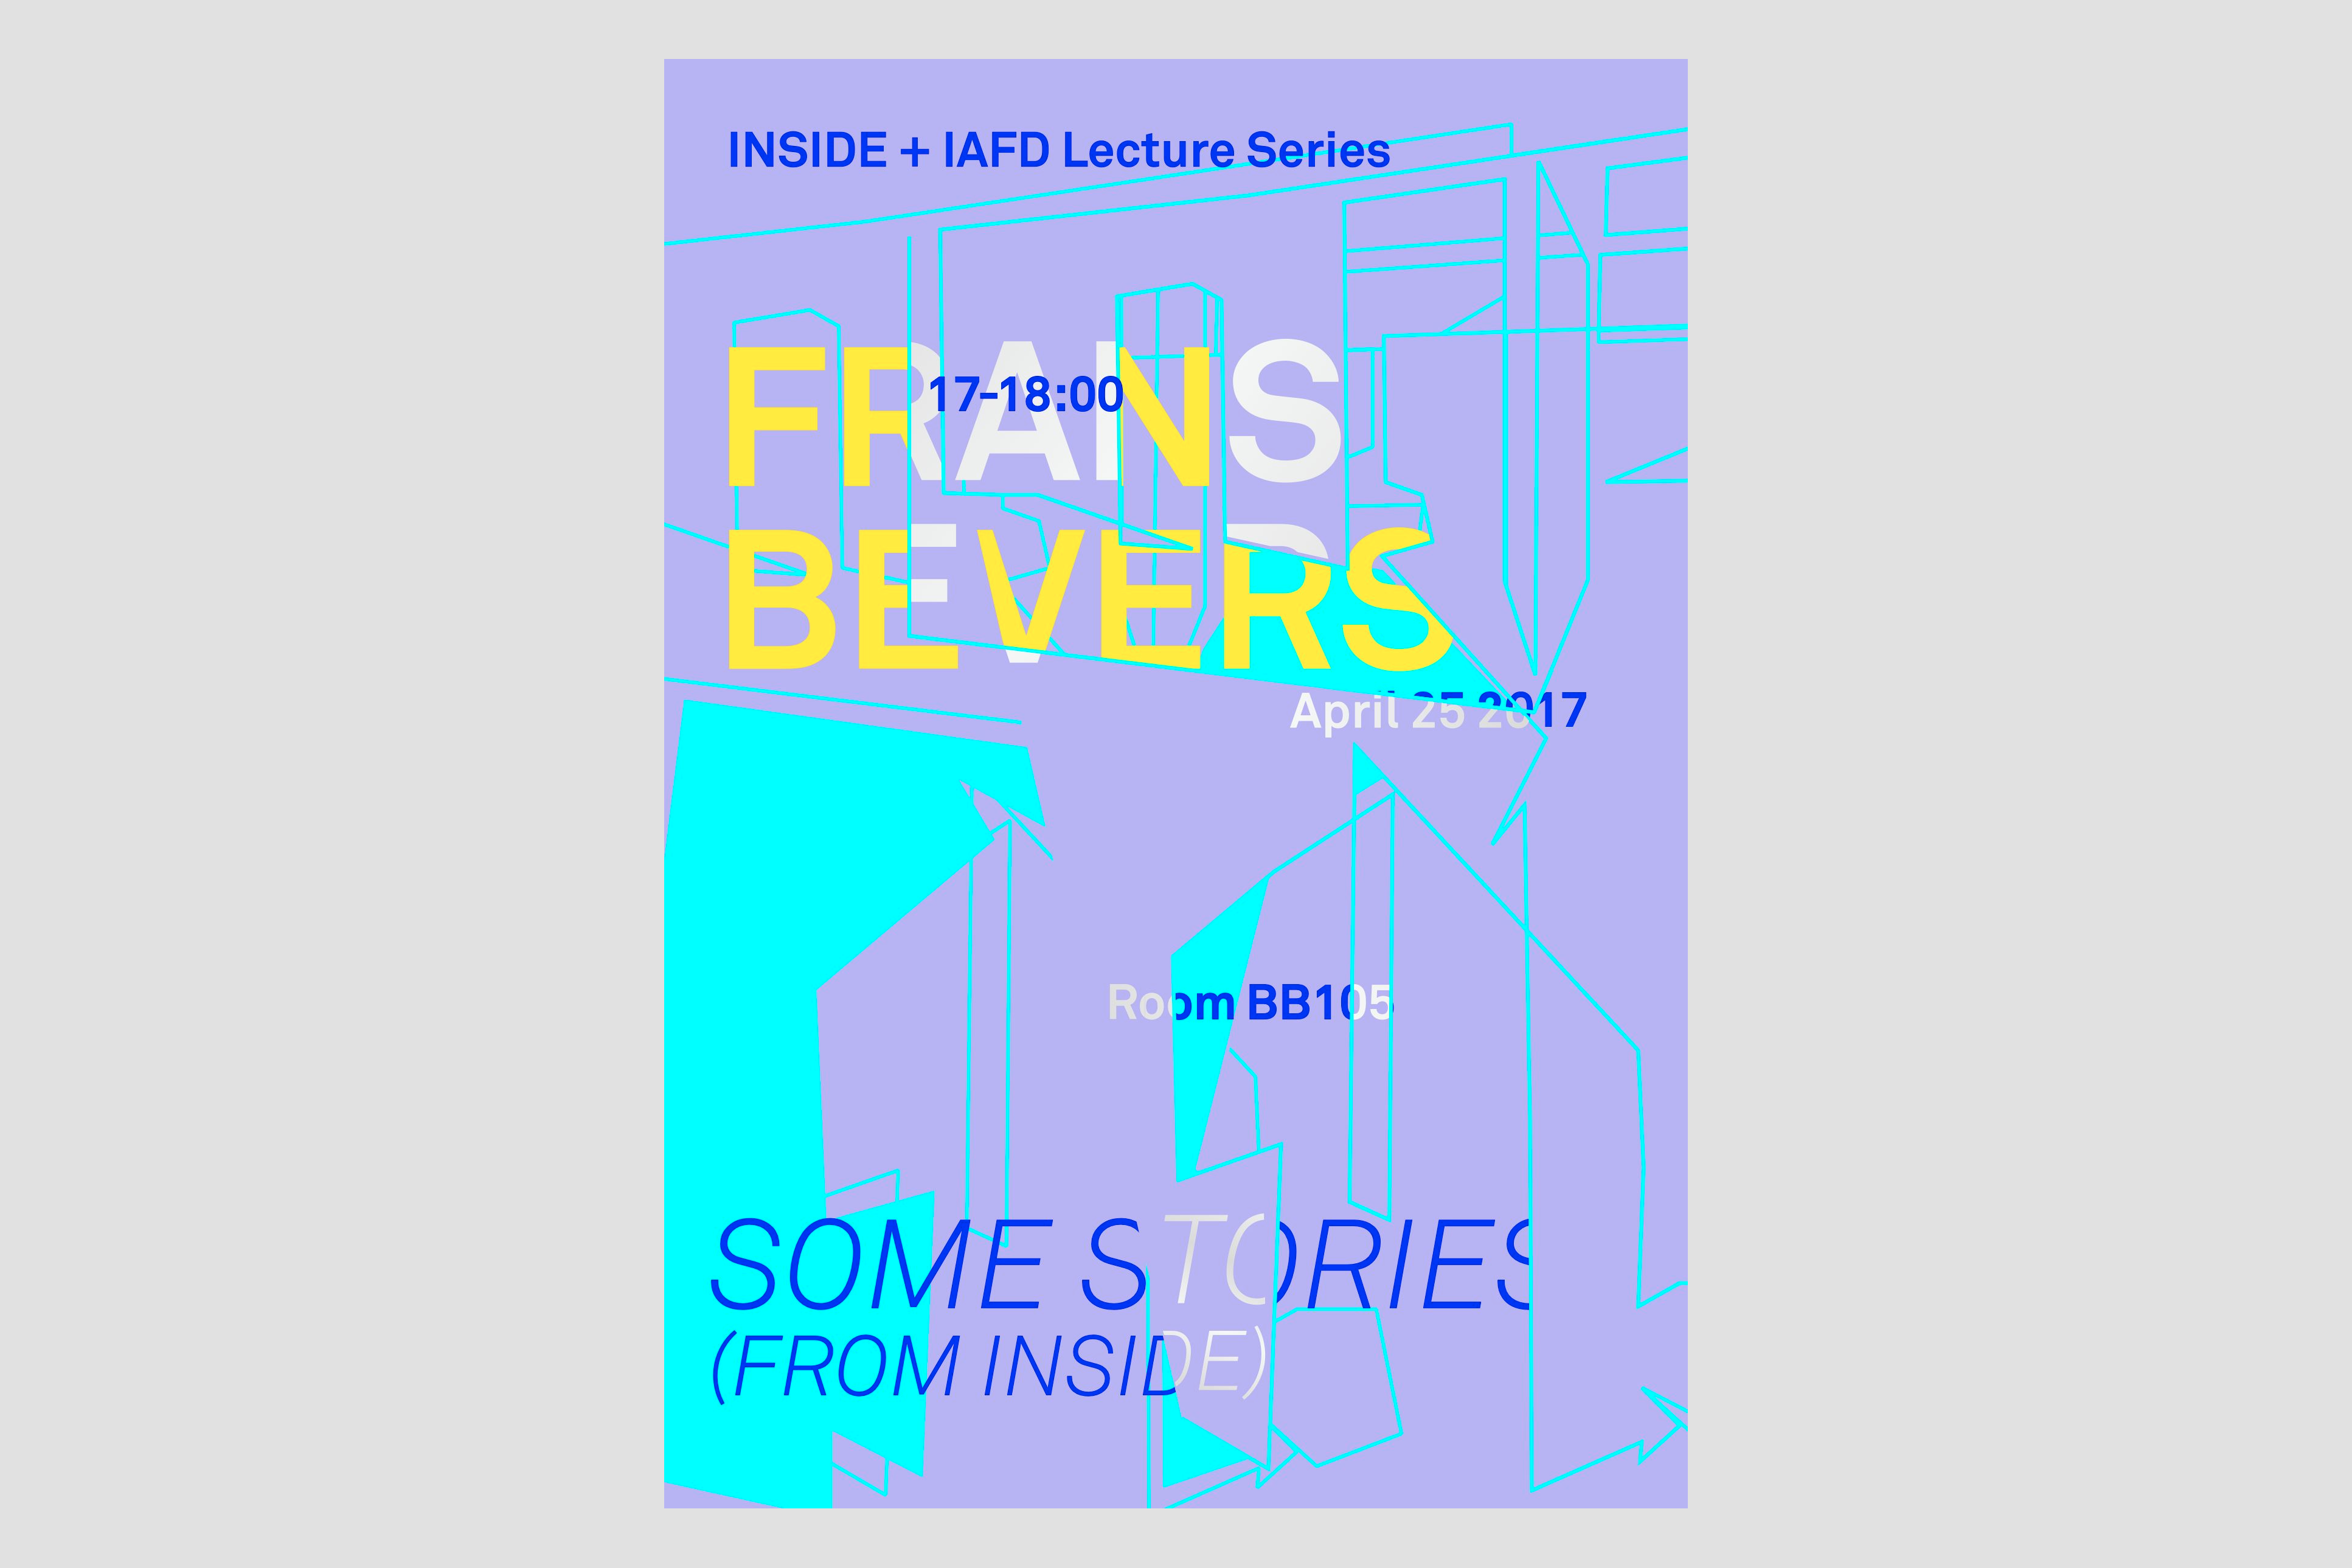 INSIDE + IAFD Lecture Series
FRANS
17–18:00
BEVERS
April 25 2017
Room BB105
SOME STORIES
(FROM INSIDE)